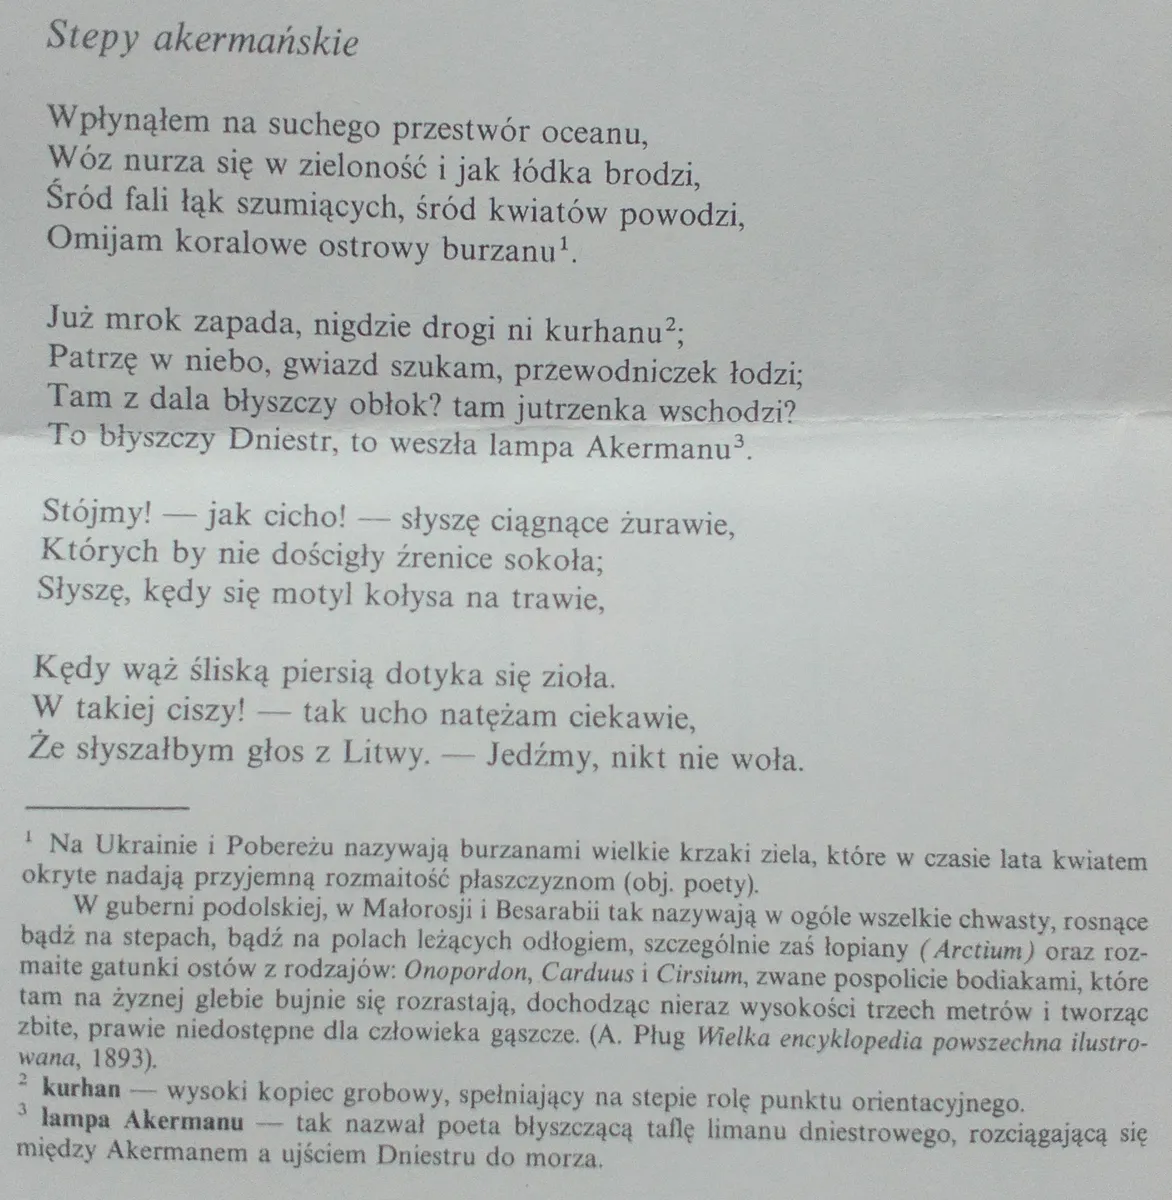 Stepy akermańskie
Wpłynąłem na suchego przestwór oceanu,
Wóz nurza się w zieloność i jak łódka brodzi,
Śród fali łąk szumiących, śród kwiatów powodzi,
Omijam koralowe ostrowy burzanu¹.
Już mrok zapada, nigdzie drogi ni kurhanu²;
Patrzę w niebo, gwiazd szukam, przewodniczek łodzi;
Tam z dala błyszczy obłok? tam jutrzenka wschodzi?
To błyszczy Dniestr, to weszła lampa Akermanu³.
Stójmy! — jak cicho! — słyszę ciągnące żurawie,
Których by nie dościgły źrenice sokoła;
Słyszę, kędy się motyl kołysa na trawie,
Kędy wąż śliską piersią dotyka się zioła.
W takiej ciszy! — tak ucho natężam ciekawie,
Że słyszałbym głos z Litwy. — Jedźmy, nikt nie woła.
¹ Na Ukrainie i Pobereżu nazywają burzanami wielkie krzaki ziela, które w czasie lata kwiatem
okryte nadają przyjemną rozmaitość płaszczyznom (obj. poety).
W guberni podolskiej, w Małorosji i Besarabii tak nazywają w ogóle wszelkie chwasty, rosnące
bądź na stepach, bądź na polach leżących odłogiem, szczególnie zaś łopiany (Arctium) oraz roz-
maite gatunki ostów z rodzajów: Onopordon, Carduus i Cirsium, zwane pospolicie bodiakami, które
tam na żyznej glebie bujnie się rozrastają, dochodząc nieraz wysokości trzech metrów i tworząc
zbite, prawie niedostępne dla człowieka gąszcze. (A. Pług Wielka encyklopedia powszechna ilustro-
wana, 1893).
² kurhan — wysoki kopiec grobowy, spełniający na stepie rolę punktu orientacyjnego.
³ lampa Akermanu — tak nazwał poeta błyszczącą taflę limanu dniestrowego, rozciągającą się
między Akermanem a ujściem Dniestru do morza.